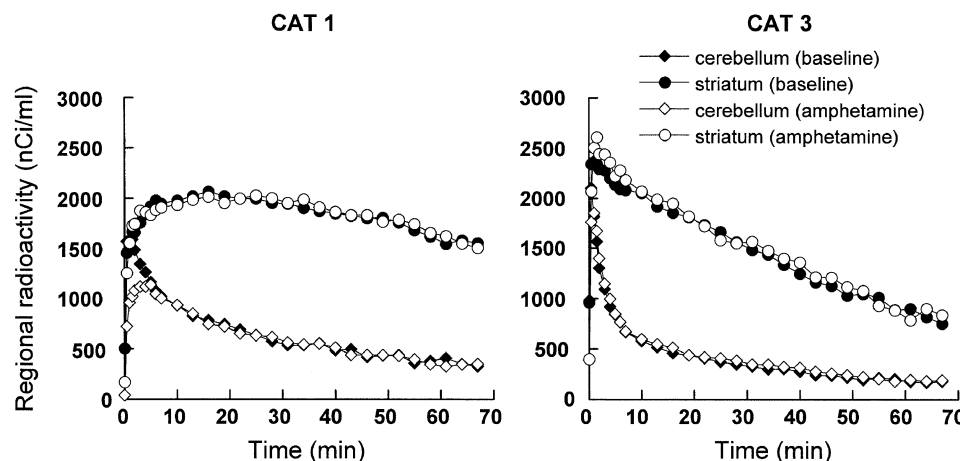 CAT 1
CAT 3
cerebellum (baseline)
striatum (baseline)
cerebellum (amphetamine)
striatum (amphetamine)
Regional radioactivity (nCi/ml)
3000
2500
2000
1500
1000
500
0
0 10 20 30 40 50 60 70
Time (min)
3000
2500
2000
1500
1000
500
0
0 10 20 30 40 50 60 70
Time (min)